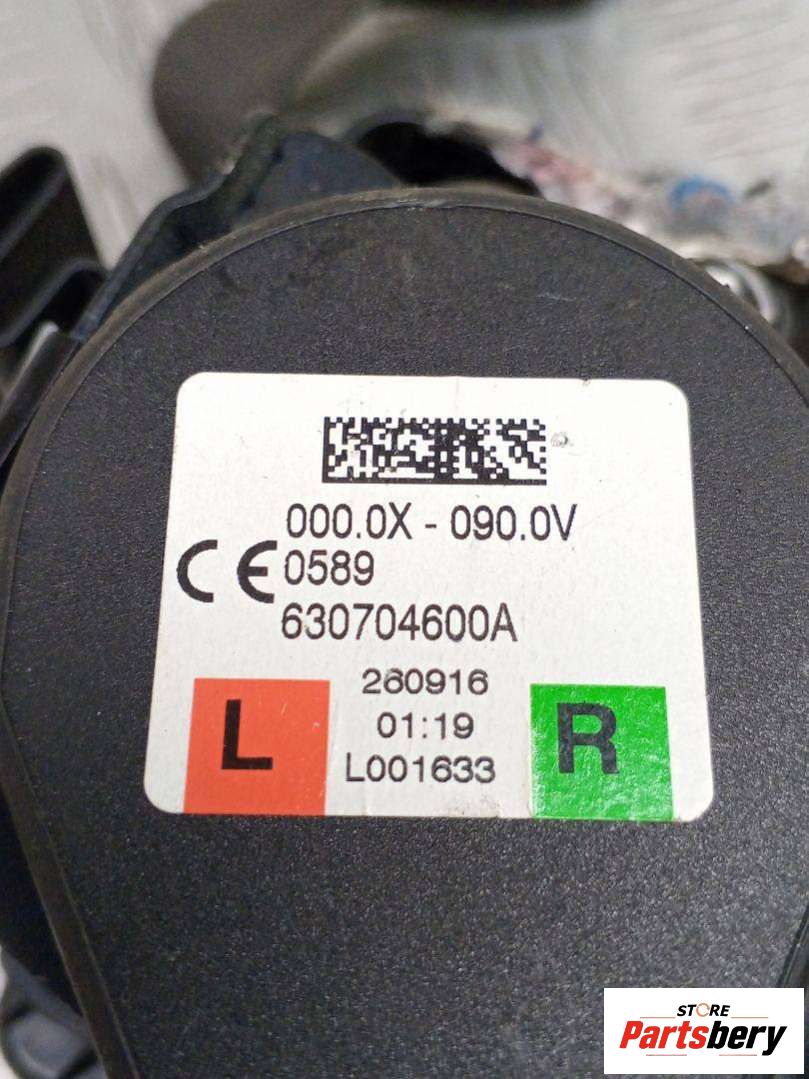 000.0X - 090.0V
CE 0589
630704600A
260916
01:19
L001633
L
R
STORE
Partsbery